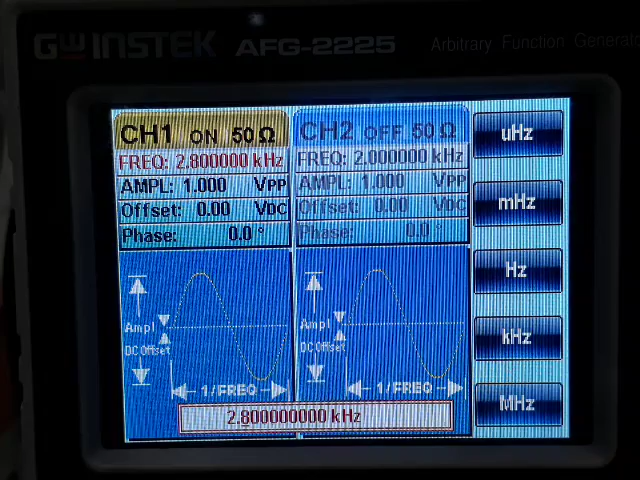 GW INSTEK AFG-2225 Arbitrary Function Generator
CH1 ON 50 Ω
CH2 OFF 50 Ω
FREQ: 2.800000 kHz
FREQ: 2.000000 kHz
AMPL: 1.000 VPP
AMPL: 1.000 VPP
Offset: 0.00 VDC
Offset: 0.00 VDC
Phase: 0.0 °
Phase: 0.0 °
Ampl
DC Offset
1/FREQ
Ampl
DC Offset
1/FREQ
2.800000000 kHz
uHz
mHz
Hz
kHz
MHz